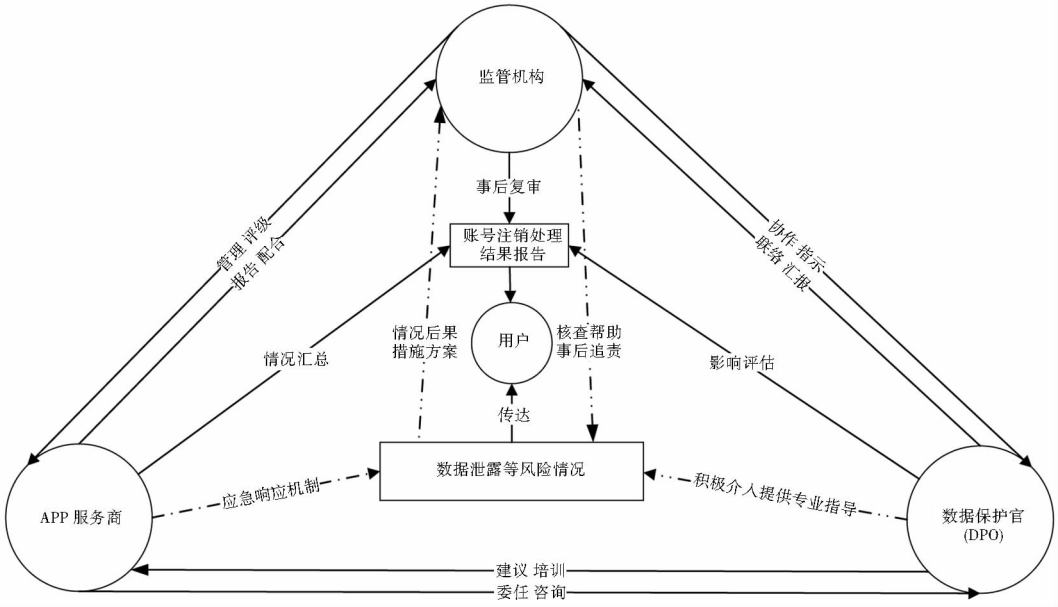 监管机构
事后复审
账号注销处理
结果报告
管理 评级
报告 配合
协作 指示
联络 汇报
用户
情况后果
措施方案
核查帮助
事后追责
情况汇总
影响评估
传达
数据泄露等风险情况
应急响应机制
积极介入提供专业指导
APP 服务商
数据保护官
(DPO)
建议 培训
委任 咨询